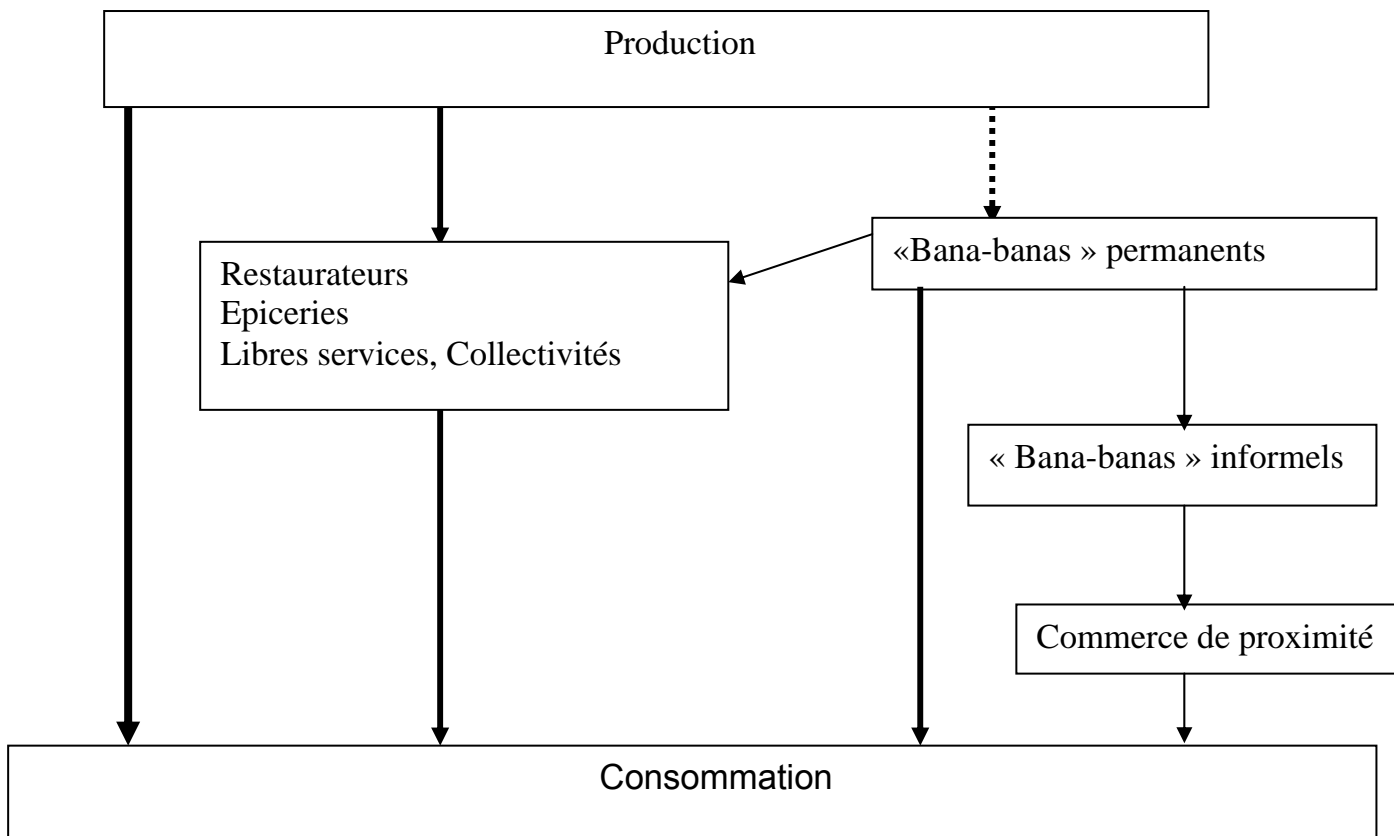 Production
«Bana-banas » permanents
Restaurateurs
Epiceries
Libres services, Collectivités
« Bana-banas » informels
Commerce de proximité
Consommation